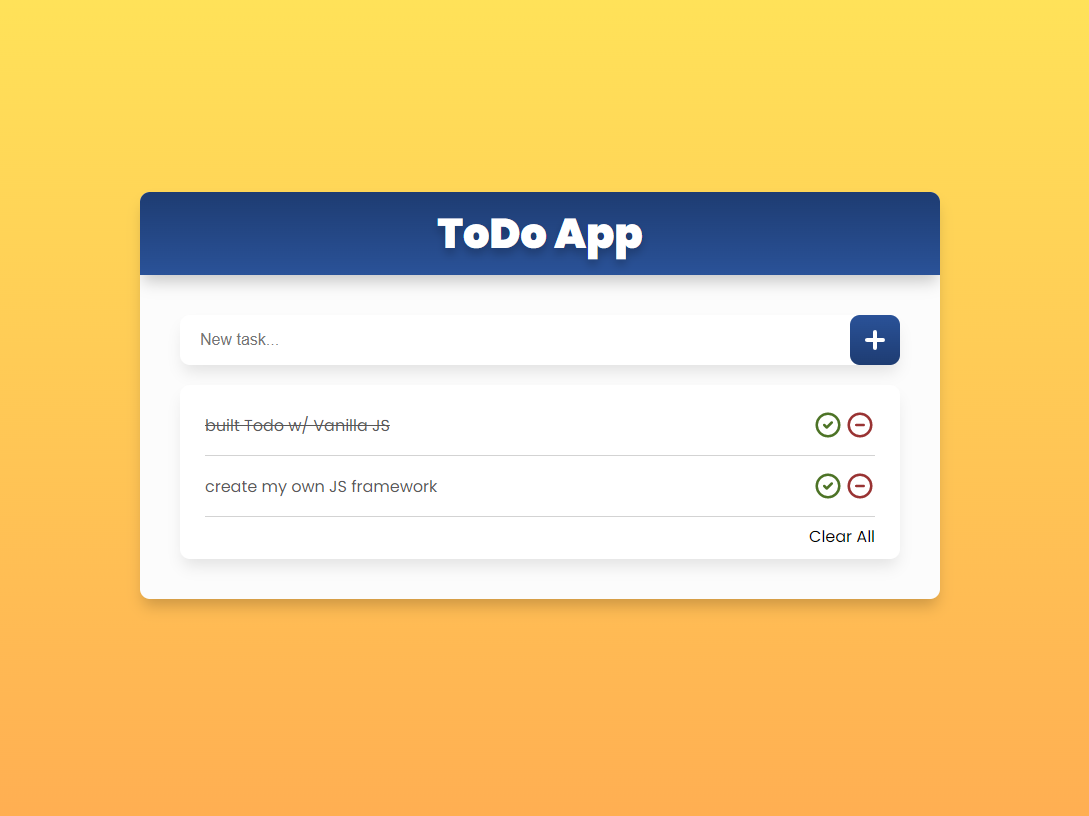 ToDo App
New task...
built Todo w/ Vanilla JS
create my own JS framework
Clear All